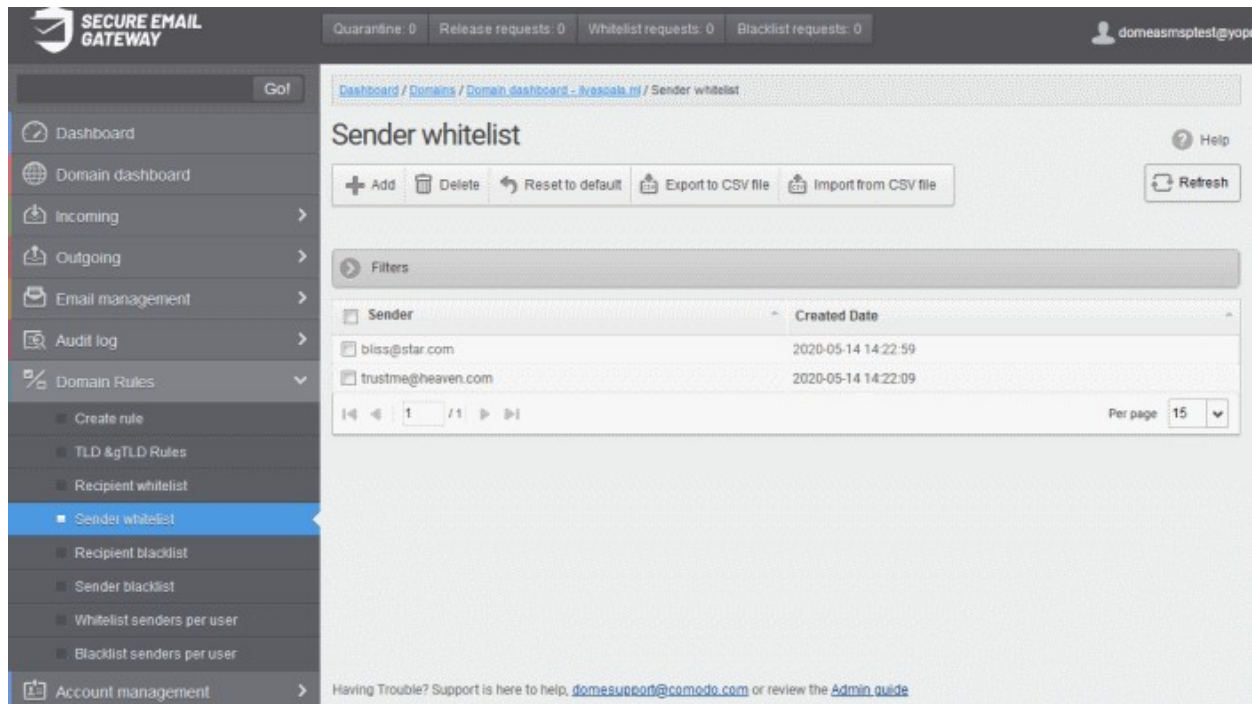 SECURE EMAIL
GATEWAY
Quarantine: 0 Release requests: 0 Whitelist requests: 0 Blacklist requests: 0
domeasmsptest@yop
Go!
Dashboard
Domain dashboard
Incoming
Outgoing
Email management
Audit log
Domain Rules
Create rule
TLD &gTLD Rules
Recipient whitelist
Sender whitelist
Recipient blacklist
Sender blacklist
Whitelist senders per user
Blacklist senders per user
Account management
Dashboard / Domains / Domain dashboard - / Sender whitelist
Sender whitelist
Help
Add Delete Reset to default Export to CSV file Import from CSV file
Refresh
Filters
Sender Created Date
bliss@star.com 2020-05-14 14:22:59
trustme@heaven.com 2020-05-14 14:22:09
1 / 1
Per page 15
Having Trouble? Support is here to help, domesupport@comodo.com or review the Admin guide